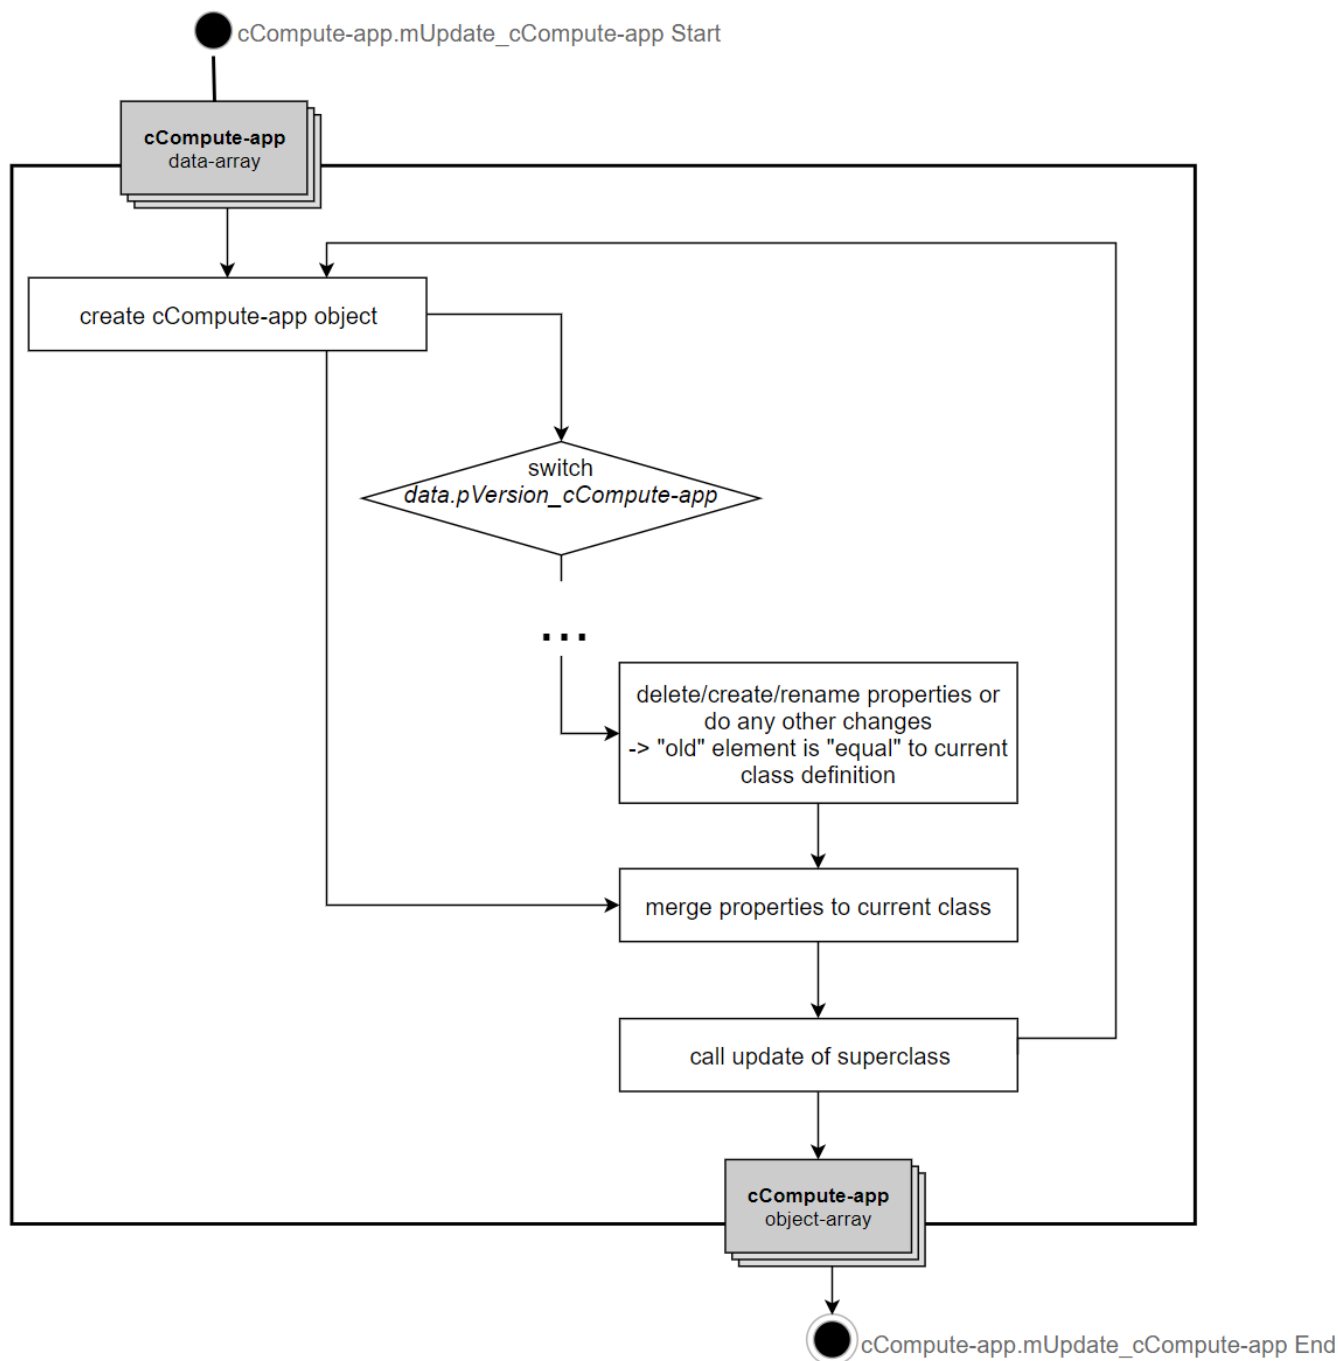 cCompute-app.mUpdate_cCompute-app Start
cCompute-app
data-array
create cCompute-app object
switch
data.pVersion_cCompute-app
...
delete/create/rename properties or
do any other changes
-> "old" element is "equal" to current
class definition
merge properties to current class
call update of superclass
cCompute-app
object-array
cCompute-app.mUpdate_cCompute-app End